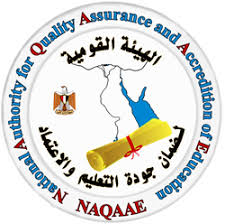 National Authority for Quality Assurance and Accreditation of Education
الهيئة القومية
لضمان جودة التعليم والاعتماد
N NAQAAE